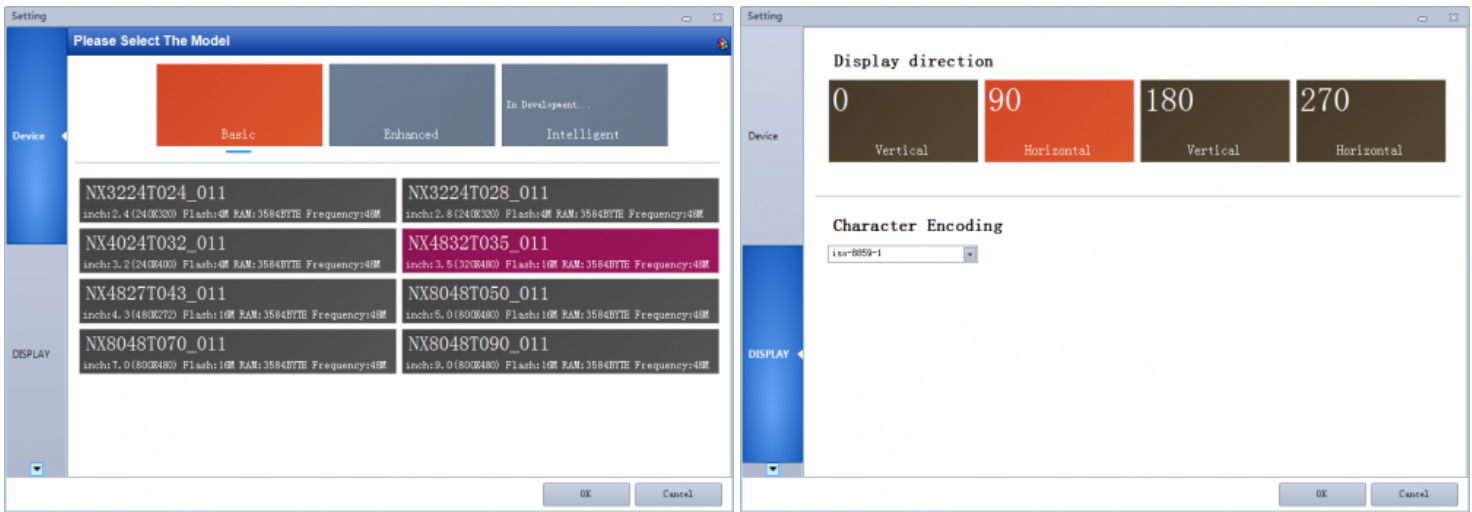 Setting
Please Select The Model
Device
DISPLAY
Basic
Enhanced
In Development...
Intelligent
NX3224T024_011
inch:2.4(240X320) Flash:4M RAM:3584BYTE Frequency:48M
NX3224T028_011
inch:2.8(240X320) Flash:4M RAM:3584BYTE Frequency:48M
NX4024T032_011
inch:3.2(240X400) Flash:4M RAM:3584BYTE Frequency:48M
NX4832T035_011
inch:3.5(320X480) Flash:16M RAM:3584BYTE Frequency:48M
NX4827T043_011
inch:4.3(480X272) Flash:16M RAM:3584BYTE Frequency:48M
NX8048T050_011
inch:5.0(800X480) Flash:16M RAM:3584BYTE Frequency:48M
NX8048T070_011
inch:7.0(800X480) Flash:16M RAM:3584BYTE Frequency:48M
NX8048T090_011
inch:9.0(800X480) Flash:16M RAM:3584BYTE Frequency:48M
OK
Cancel
Setting
Device
DISPLAY
Display direction
0
Vertical
90
Horizontal
180
Vertical
270
Horizontal
Character Encoding
iso-8859-1
OK
Cancel